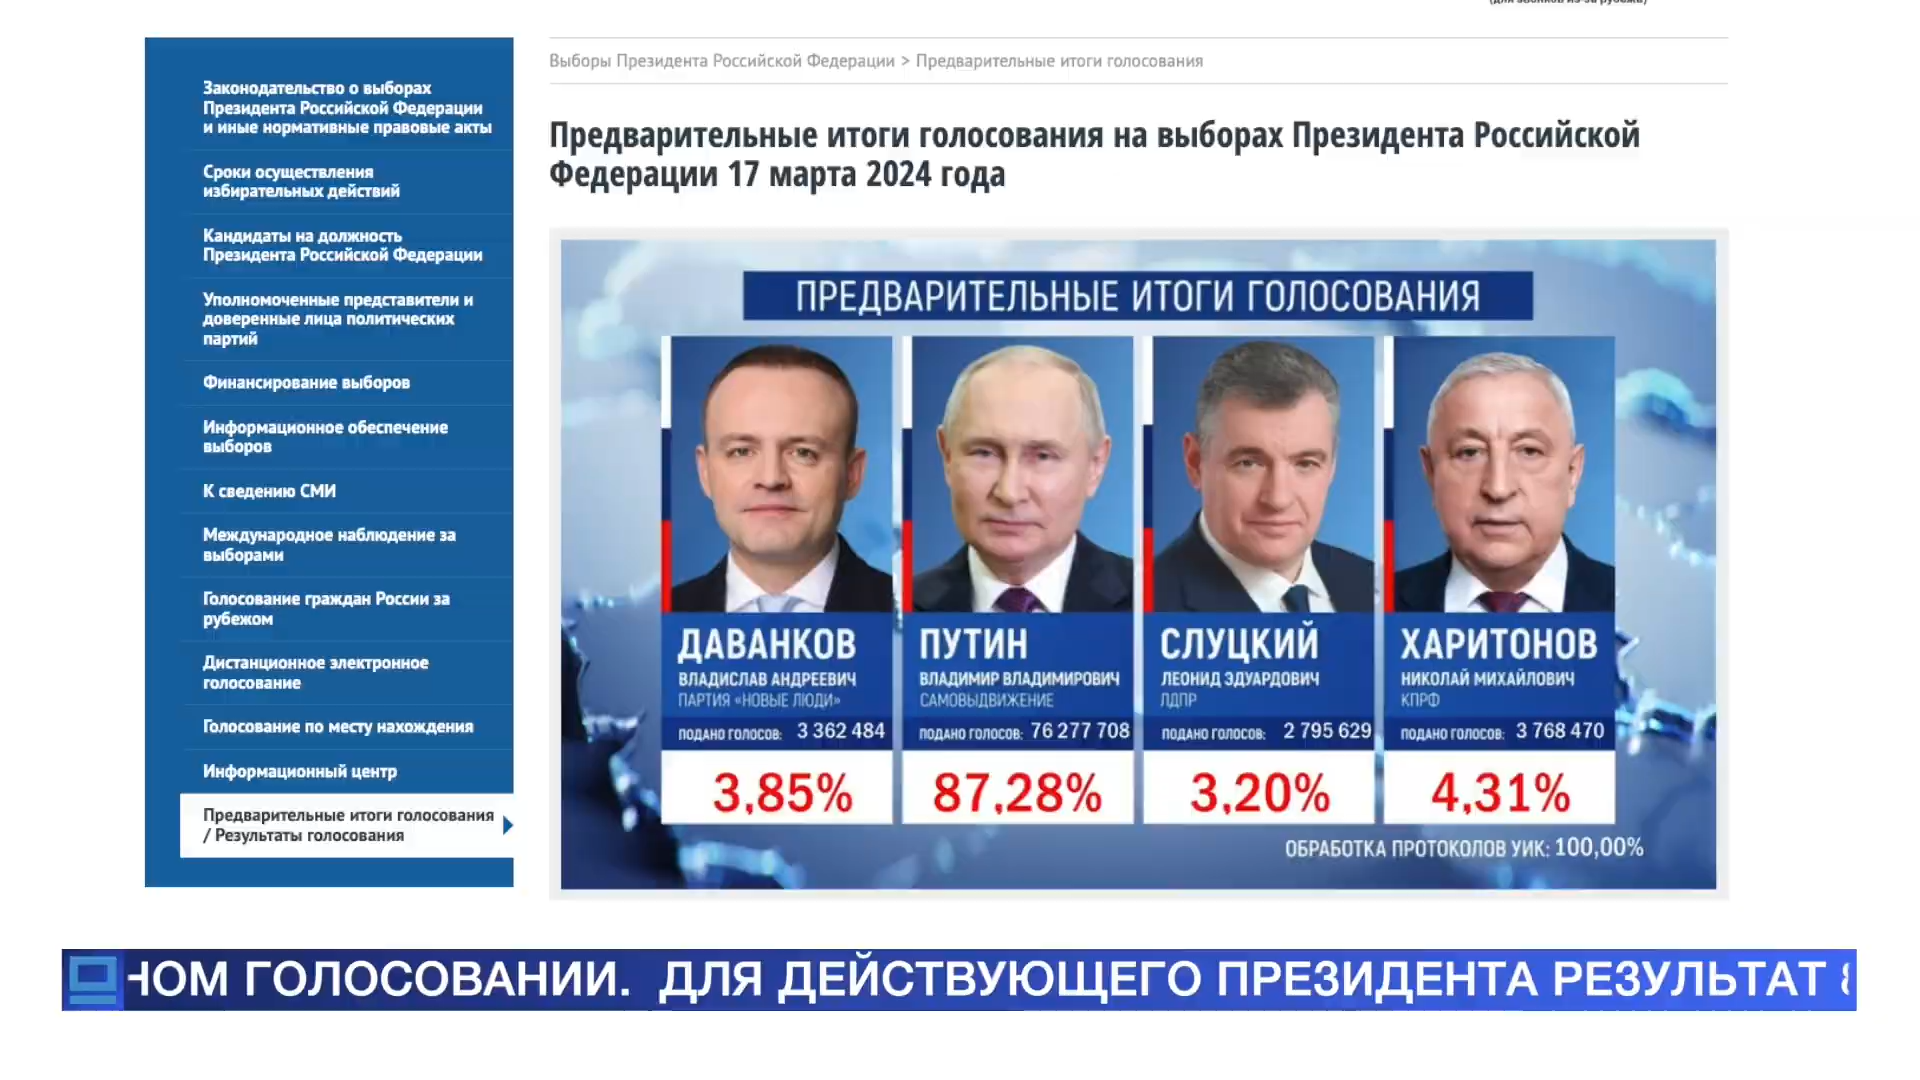 (для звонков из-за рубежа)
Законодательство о выборах
Президента Российской Федерации
и иные нормативные правовые акты
Сроки осуществления
избирательных действий
Кандидаты на должность
Президента Российской Федерации
Уполномоченные представители и
доверенные лица политических
партий
Финансирование выборов
Информационное обеспечение
выборов
К сведению СМИ
Международное наблюдение за
выборами
Голосование граждан России за
рубежом
Дистанционное электронное
голосование
Голосование по месту нахождения
Информационный центр
Предварительные итоги голосования
/ Результаты голосования
Выборы Президента Российской Федерации > Предварительные итоги голосования
Предварительные итоги голосования на выборах Президента Российской
Федерации 17 марта 2024 года
ПРЕДВАРИТЕЛЬНЫЕ ИТОГИ ГОЛОСОВАНИЯ
ДАВАНКОВ
ВЛАДИСЛАВ АНДРЕЕВИЧ
ПАРТИЯ «НОВЫЕ ЛЮДИ»
ПОДАНО ГОЛОСОВ: 3 362 484
3,85%
ПУТИН
ВЛАДИМИР ВЛАДИМИРОВИЧ
САМОВЫДВИЖЕНИЕ
ПОДАНО ГОЛОСОВ: 76 277 708
87,28%
СЛУЦКИЙ
ЛЕОНИД ЭДУАРДОВИЧ
ЛДПР
ПОДАНО ГОЛОСОВ: 2 795 629
3,20%
ХАРИТОНОВ
НИКОЛАЙ МИХАЙЛОВИЧ
КПРФ
ПОДАНО ГОЛОСОВ: 3 768 470
4,31%
ОБРАБОТКА ПРОТОКОЛОВ УИК: 100,00%
НОМ ГОЛОСОВАНИИ. ДЛЯ ДЕЙСТВУЮЩЕГО ПРЕЗИДЕНТА РЕЗУЛЬТАТ